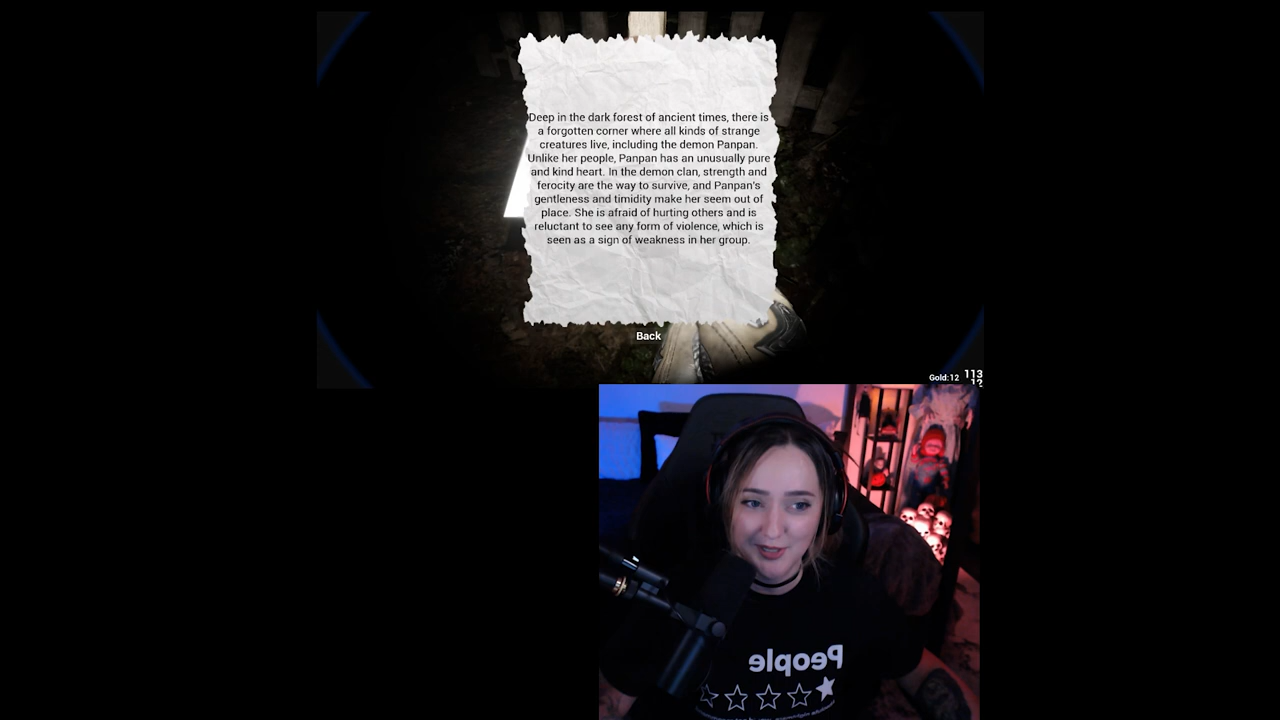 Deep in the dark forest of ancient times, there is
a forgotten corner where all kinds of strange
creatures live, including the demon Panpan.
Unlike her people, Panpan has an unusually pure
and kind heart. In the demon clan, strength and
ferocity are the way to survive, and Panpan's
gentleness and timidity make her seem out of
place. She is afraid of hurting others and is
reluctant to see any form of violence, which is
seen as a sign of weakness in her group.
Back
Gold:12
113
12
People